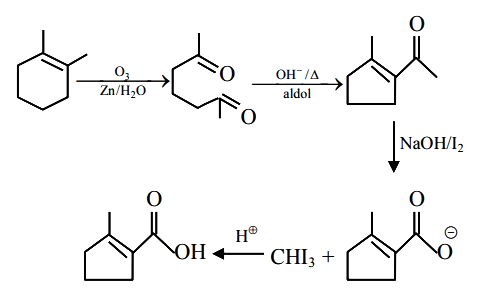 O
O₃
Zn/H₂O
O
O
OH⁻/Δ
aldol
NaOH/I₂
O
OH
H⊕
CHI₃ +
O
O
⊖